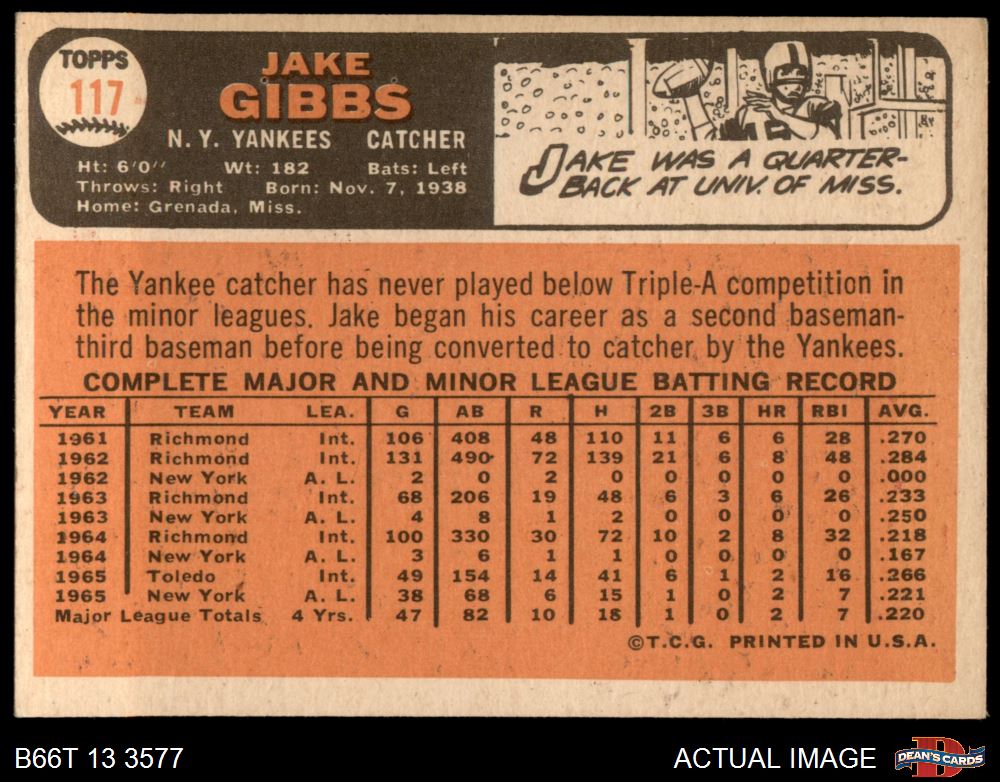 TOPPS
117
JAKE
GIBBS
N. Y. YANKEES CATCHER
Ht: 6'0" Wt: 182 Bats: Left
Throws: Right Born: Nov. 7, 1938
Home: Grenada, Miss.
JAKE WAS A QUARTER-
BACK AT UNIV. OF MISS.
The Yankee catcher has never played below Triple-A competition in
the minor leagues. Jake began his career as a second baseman-
third baseman before being converted to catcher by the Yankees.
COMPLETE MAJOR AND MINOR LEAGUE BATTING RECORD
YEAR TEAM LEA. G AB R H 2B 3B HR RBI AVG.
1961 Richmond Int. 106 408 48 110 11 6 6 28 .270
1962 Richmond Int. 131 490 72 139 21 6 8 48 .284
1962 New York A. L. 2 0 2 0 0 0 0 0 .000
1963 Richmond Int. 68 206 19 48 6 3 6 26 .233
1963 New York A. L. 4 8 1 2 0 0 0 0 .250
1964 Richmond Int. 100 330 30 72 10 2 8 32 .218
1964 New York A. L. 3 6 1 1 0 0 0 0 .167
1965 Toledo Int. 49 154 14 41 6 1 2 16 .266
1965 New York A. L. 38 68 6 15 1 0 2 7 .221
Major League Totals 4 Yrs. 47 82 10 18 1 0 2 7 .220
©T.C.G. PRINTED IN U.S.A.
B66T 13 3577
ACTUAL IMAGE
D
DEAN'S CARDS